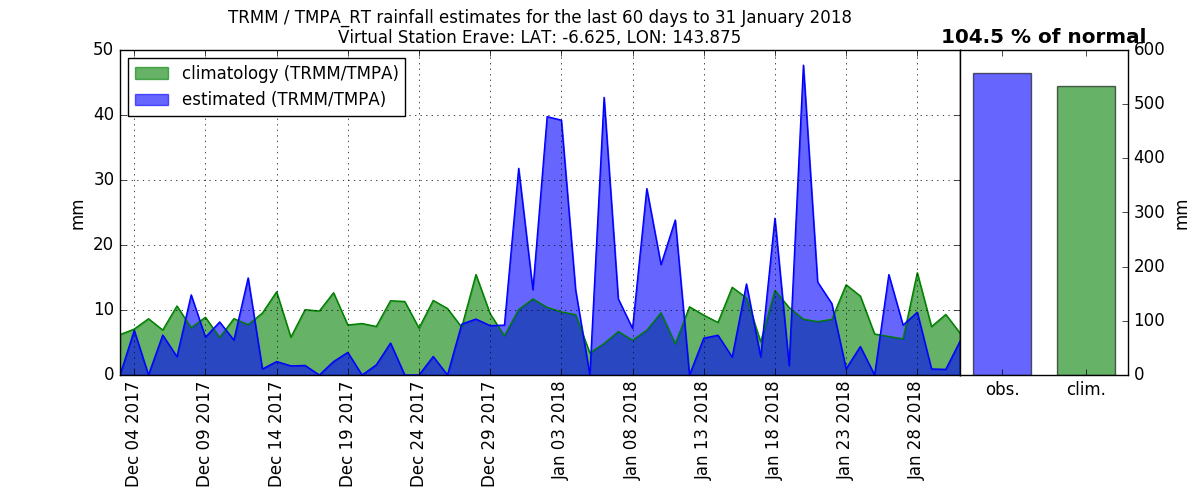 TRMM / TMPA_RT rainfall estimates for the last 60 days to 31 January 2018
Virtual Station Erave: LAT: -6.625, LON: 143.875
104.5 % of normal
climatology (TRMM/TMPA)
estimated (TRMM/TMPA)
50
40
30
20
10
0
mm
Dec 04 2017
Dec 09 2017
Dec 14 2017
Dec 19 2017
Dec 24 2017
Dec 29 2017
Jan 03 2018
Jan 08 2018
Jan 13 2018
Jan 18 2018
Jan 23 2018
Jan 28 2018
600
500
400
300
200
100
0
mm
obs.
clim.